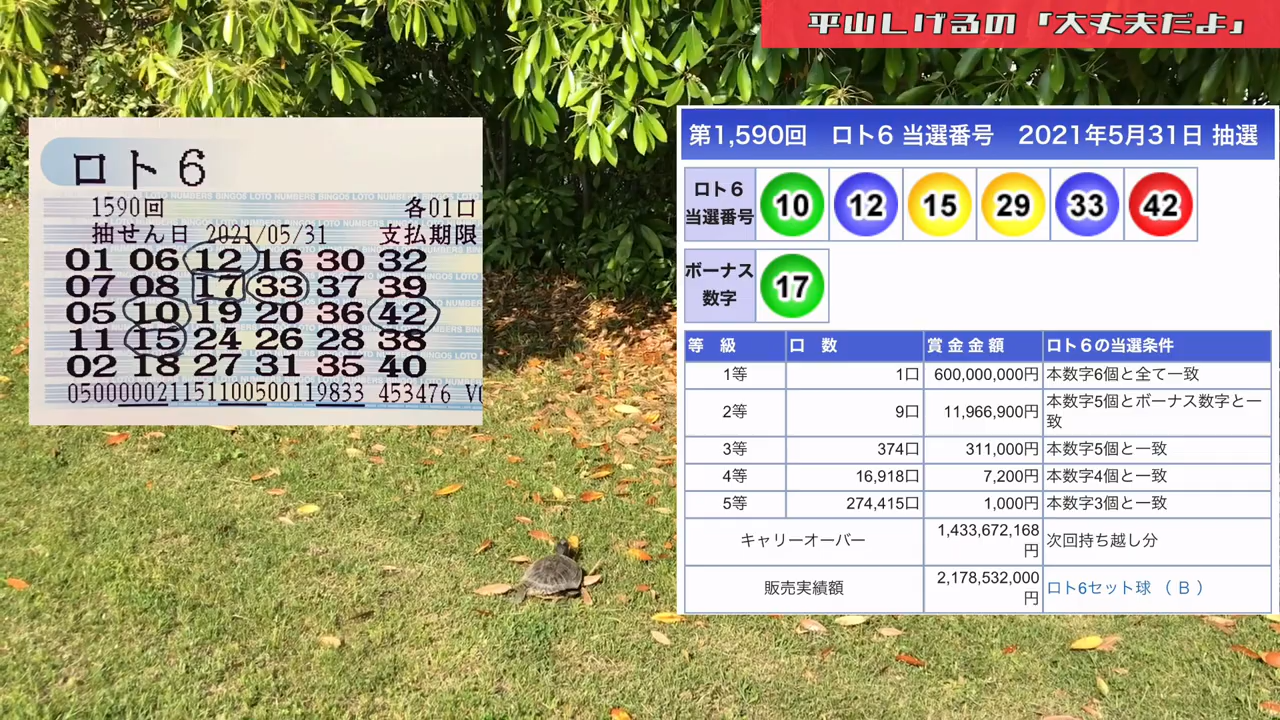 平山しげるの「大丈夫だよ」
ロト6
1590回 各01口
抽せん日 2021/05/31 支払期限
01 06 12 16 30 32
07 08 17 33 37 39
05 10 19 20 36 42
11 15 24 26 28 38
02 18 27 31 35 40
050000021151100500119833 453476
第1,590回 ロト6 当選番号 2021年5月31日 抽選
ロト6
当選番号 10 12 15 29 33 42
ボーナス
数字 17
等 級 口 数 賞金金額 ロト6の当選条件
1等 1口 600,000,000円 本数字6個と全て一致
2等 9口 11,966,900円 本数字5個とボーナス数字と一
致
3等 374口 311,000円 本数字5個と一致
4等 16,918口 7,200円 本数字4個と一致
5等 274,415口 1,000円 本数字3個と一致
キャリーオーバー 1,433,672,168
円 次回持ち越し分
販売実績額 2,178,532,000
円 ロト6セット球 （ B ）